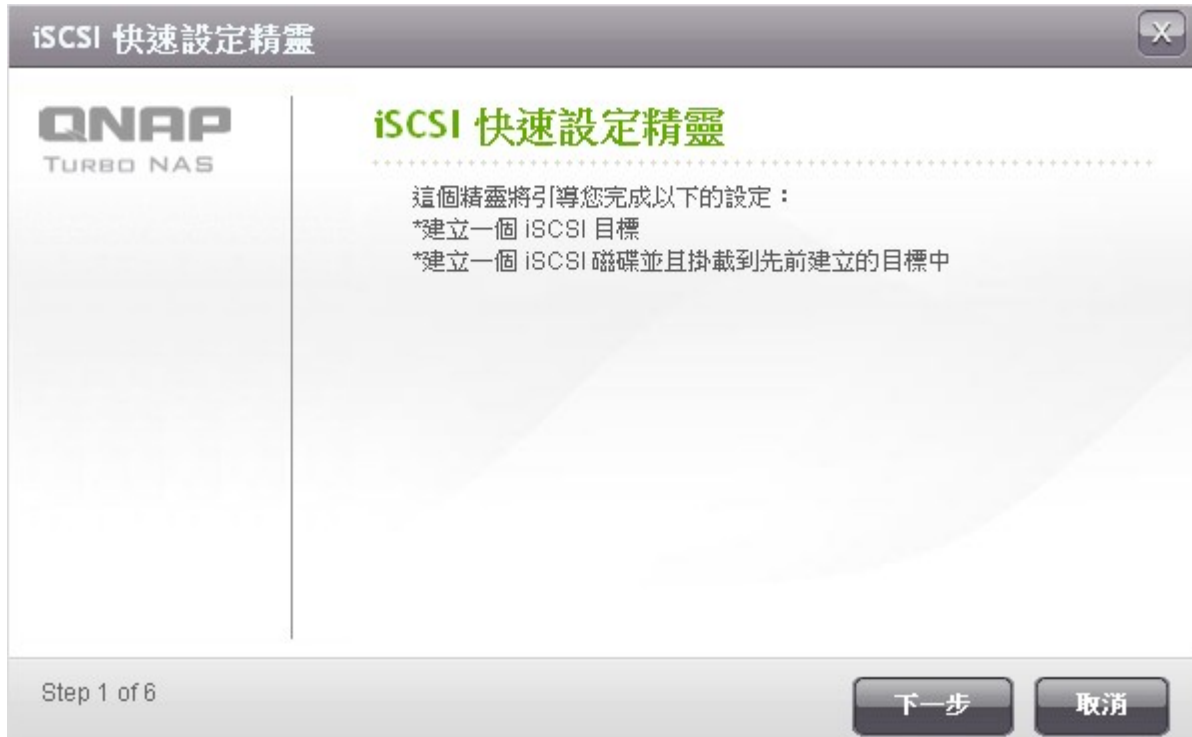 iSCSI 快速設定精靈
X
QNAP
TURBO NAS
iSCSI 快速設定精靈
這個精靈將引導您完成以下的設定：
*建立一個 iSCSI 目標
*建立一個 iSCSI 磁碟並且掛載到先前建立的目標中
Step 1 of 6
下一步
取消